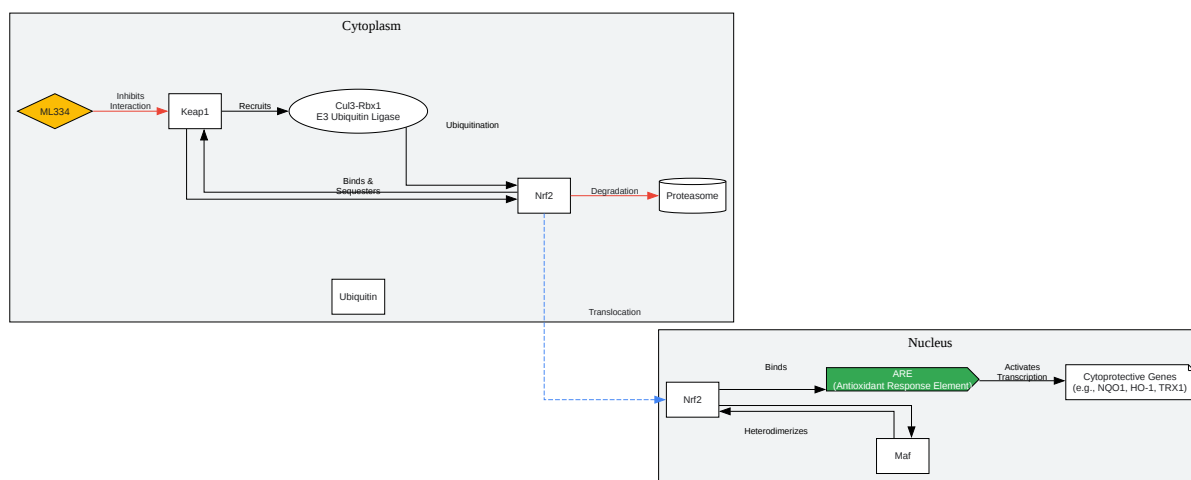 Cytoplasm
Inhibits
Interaction
ML334
Keap1
Recruits
Cul3-Rbx1
E3 Ubiquitin Ligase
Ubiquitination
Binds &
Sequesters
Nrf2
Degradation
Proteasome
Ubiquitin
Translocation
Nucleus
Nrf2
Binds
ARE
(Antioxidant Response Element)
Activates
Transcription
Cytoprotective Genes
(e.g., NQO1, HO-1, TRX1)
Heterodimerizes
Maf